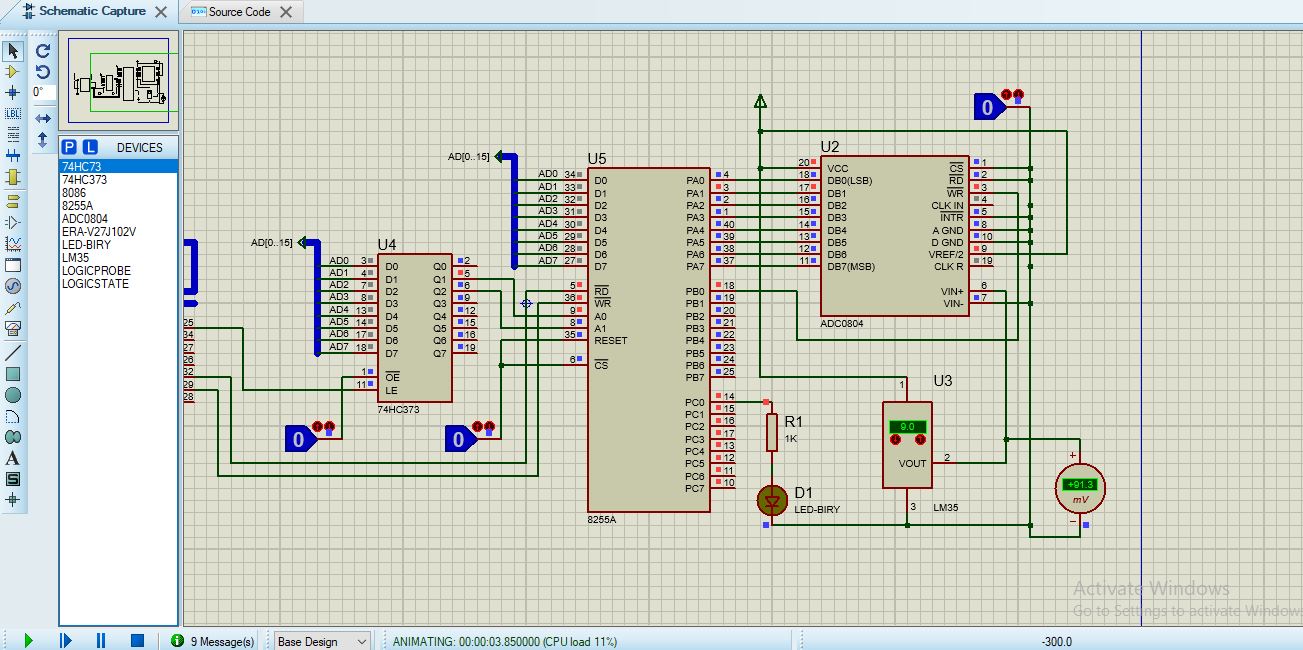 Schematic Capture
Source Code
0°
LBL
P L DEVICES
74HC73
74HC373
8086
8255A
ADC0804
ERA-V27J102V
LED-BIRY
LM35
LOGICPROBE
LOGICSTATE
25
34
27
26
32
29
28
AD[0..15]
U4
AD0 3 D0 Q0 2
AD1 4 D1 Q1 5
AD2 7 D2 Q2 6
AD3 8 D3 Q3 9
AD4 13 D4 Q4 12
AD5 14 D5 Q5 15
AD6 17 D6 Q6 16
AD7 18 D7 Q7 19
1 OE
11 LE
74HC373
0
0
AD[0..15]
U5
AD0 34 D0 PA0 4
AD1 33 D1 PA1 3
AD2 32 D2 PA2 2
AD3 31 D3 PA3 1
AD4 30 D4 PA4 40
AD5 29 D5 PA5 39
AD6 28 D6 PA6 38
AD7 27 D7 PA7 37
5 RD PB0 18
36 WR PB1 19
9 A0 PB2 20
8 A1 PB3 21
35 RESET PB4 22
PB5 23
6 CS PB6 24
PB7 25
PC0 14
PC1 15
PC2 16
PC3 17
PC4 13
PC5 12
PC6 11
PC7 10
8255A
0
U2
20 VCC CS 1
18 DB0(LSB) RD 2
17 DB1 WR 3
16 DB2 CLK IN 4
15 DB3 INTR 5
14 DB4 A GND 8
13 DB5 D GND 10
12 DB6 VREF/2 9
11 DB7(MSB) CLK R 19
VIN+ 6
VIN- 7
ADC0804
R1
1K
D1
LED-BIRY
U3
1
9.0
VOUT 2
3
LM35
+
+91.3
mV
−
Activate Windows
Go to Settings to activate Window
9 Message(s)
Base Design
ANIMATING: 00:00:03.850000 (CPU load 11%)
-300.0